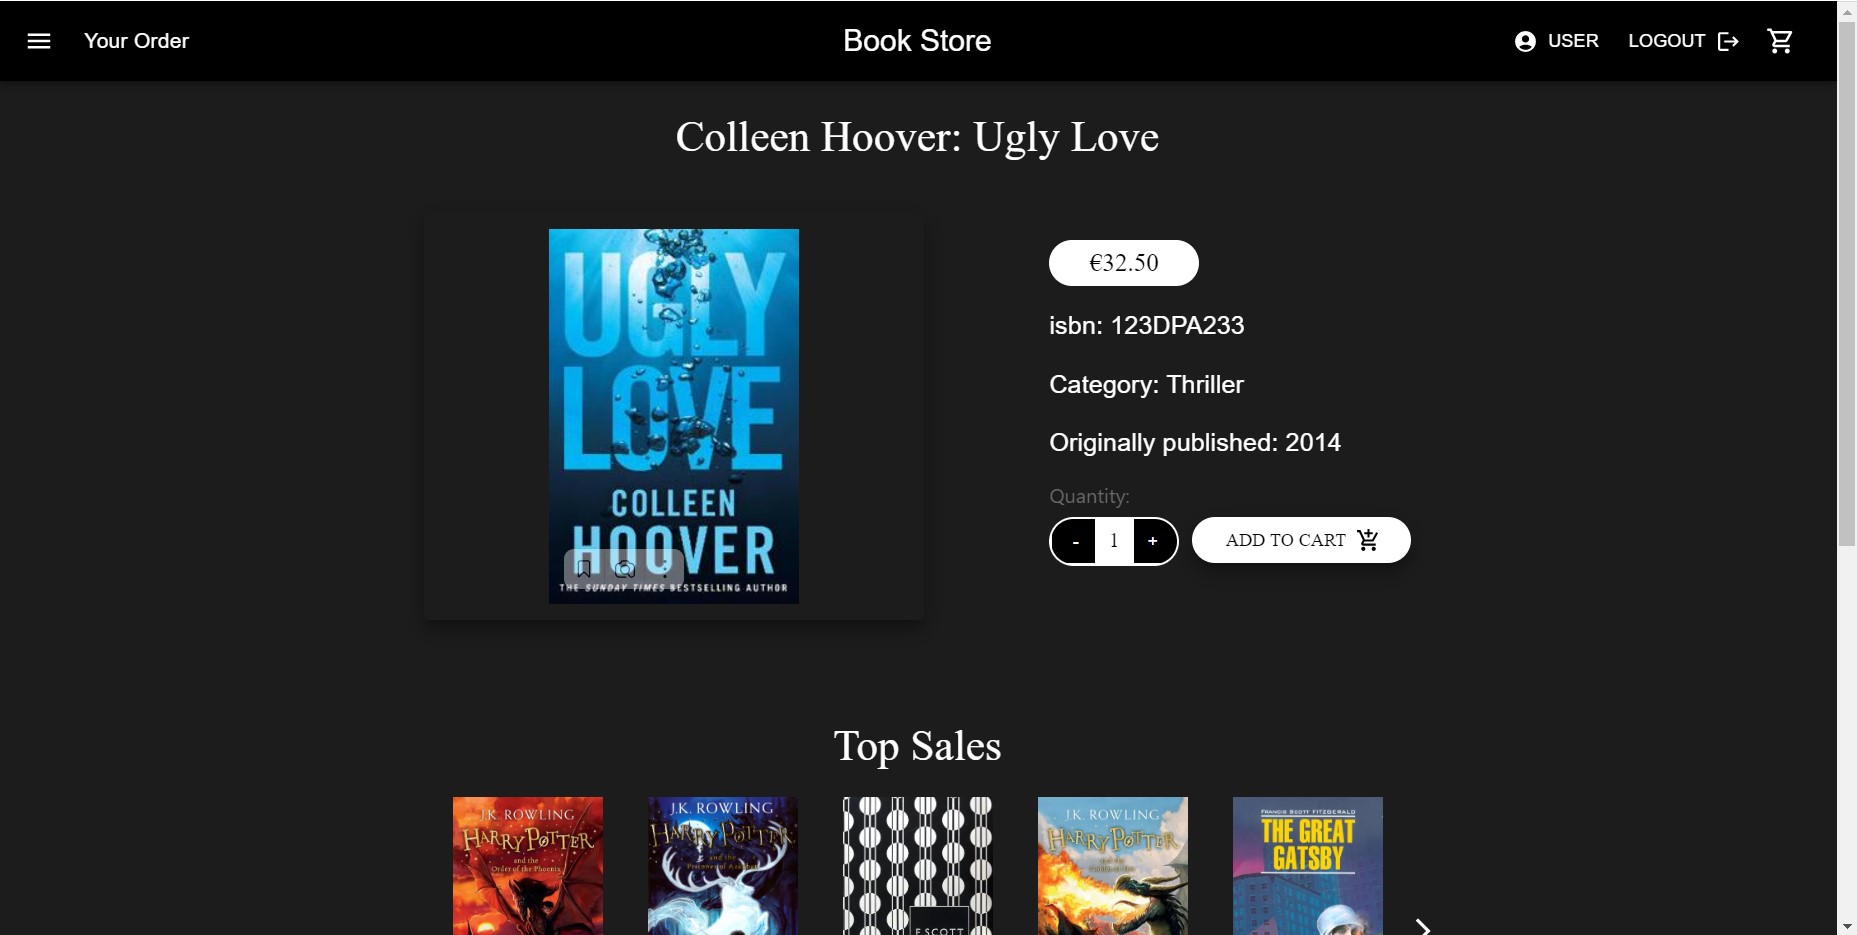 Your Order
Book Store
USER
LOGOUT
Colleen Hoover: Ugly Love
UGLY
LOVE
COLLEEN
HOOVER
THE SUNDAY TIMES BESTSELLING AUTHOR
€32.50
isbn: 123DPA233
Category: Thriller
Originally published: 2014
Quantity:
- 1 +
ADD TO CART
Top Sales
J.K. ROWLING
HARRY POTTER
and the
Order of the Phoenix
J.K. ROWLING
HARRY POTTER
and the
Prisoner of Azkaban
F. SCOTT
J.K. ROWLING
HARRY POTTER
and the
FRANCIS SCOTT FITZGERALD
THE GREAT
GATSBY